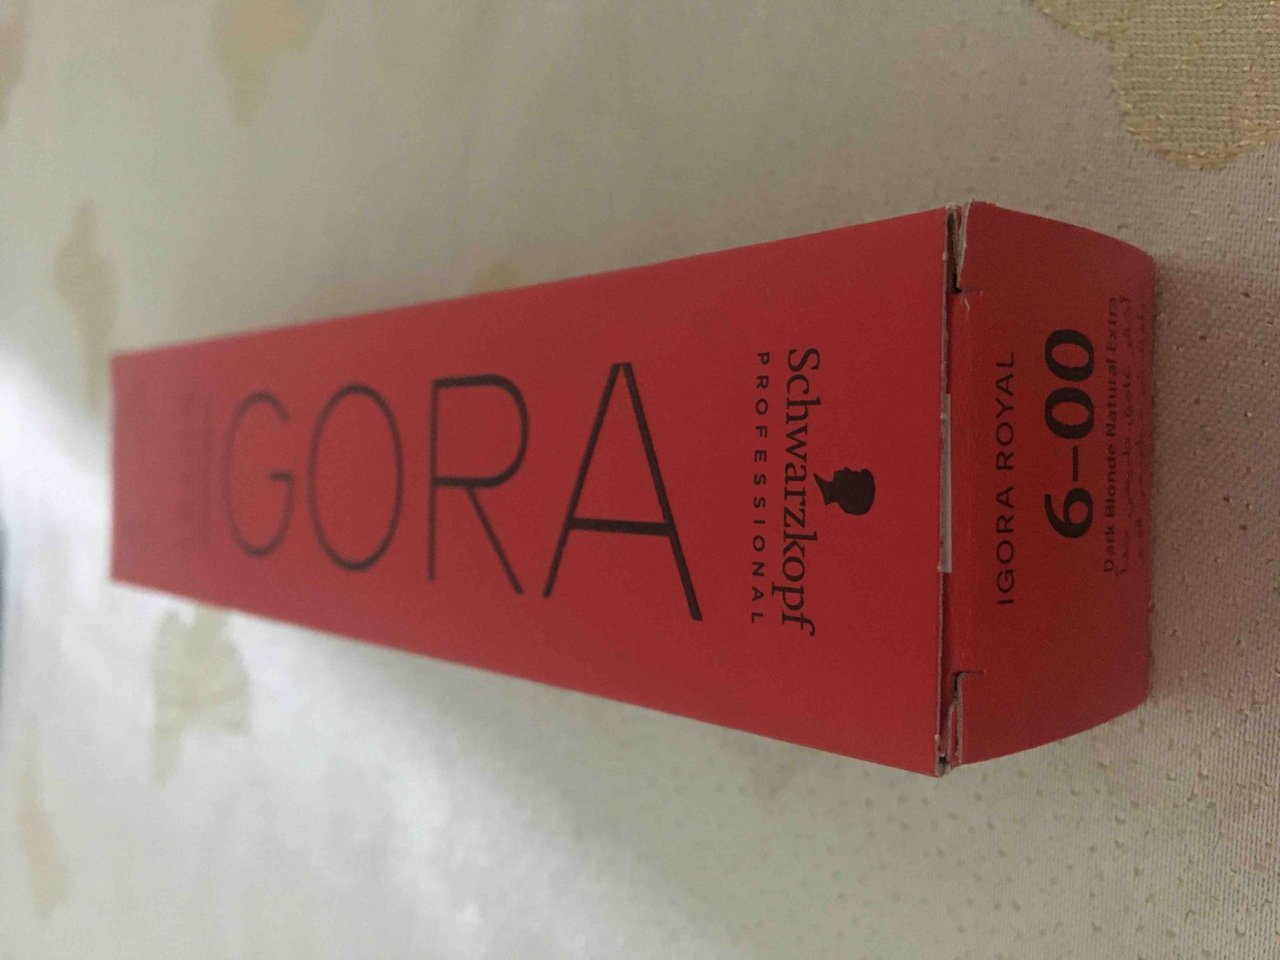 IGORA
Schwarzkopf
PROFESSIONAL
IGORA ROYAL
6-00
Dark Blonde Natural Extra